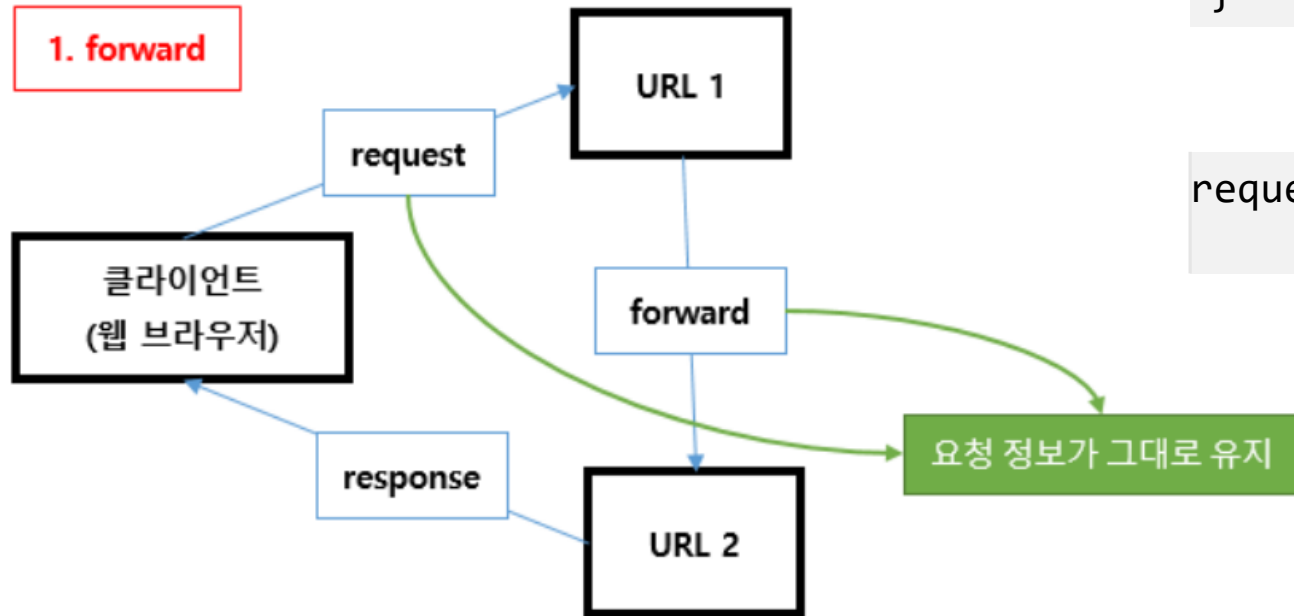 1. forward
URL 1
request
클라이언트
(웹 브라우저)
forward
요청 정보가 그대로 유지
response
URL 2